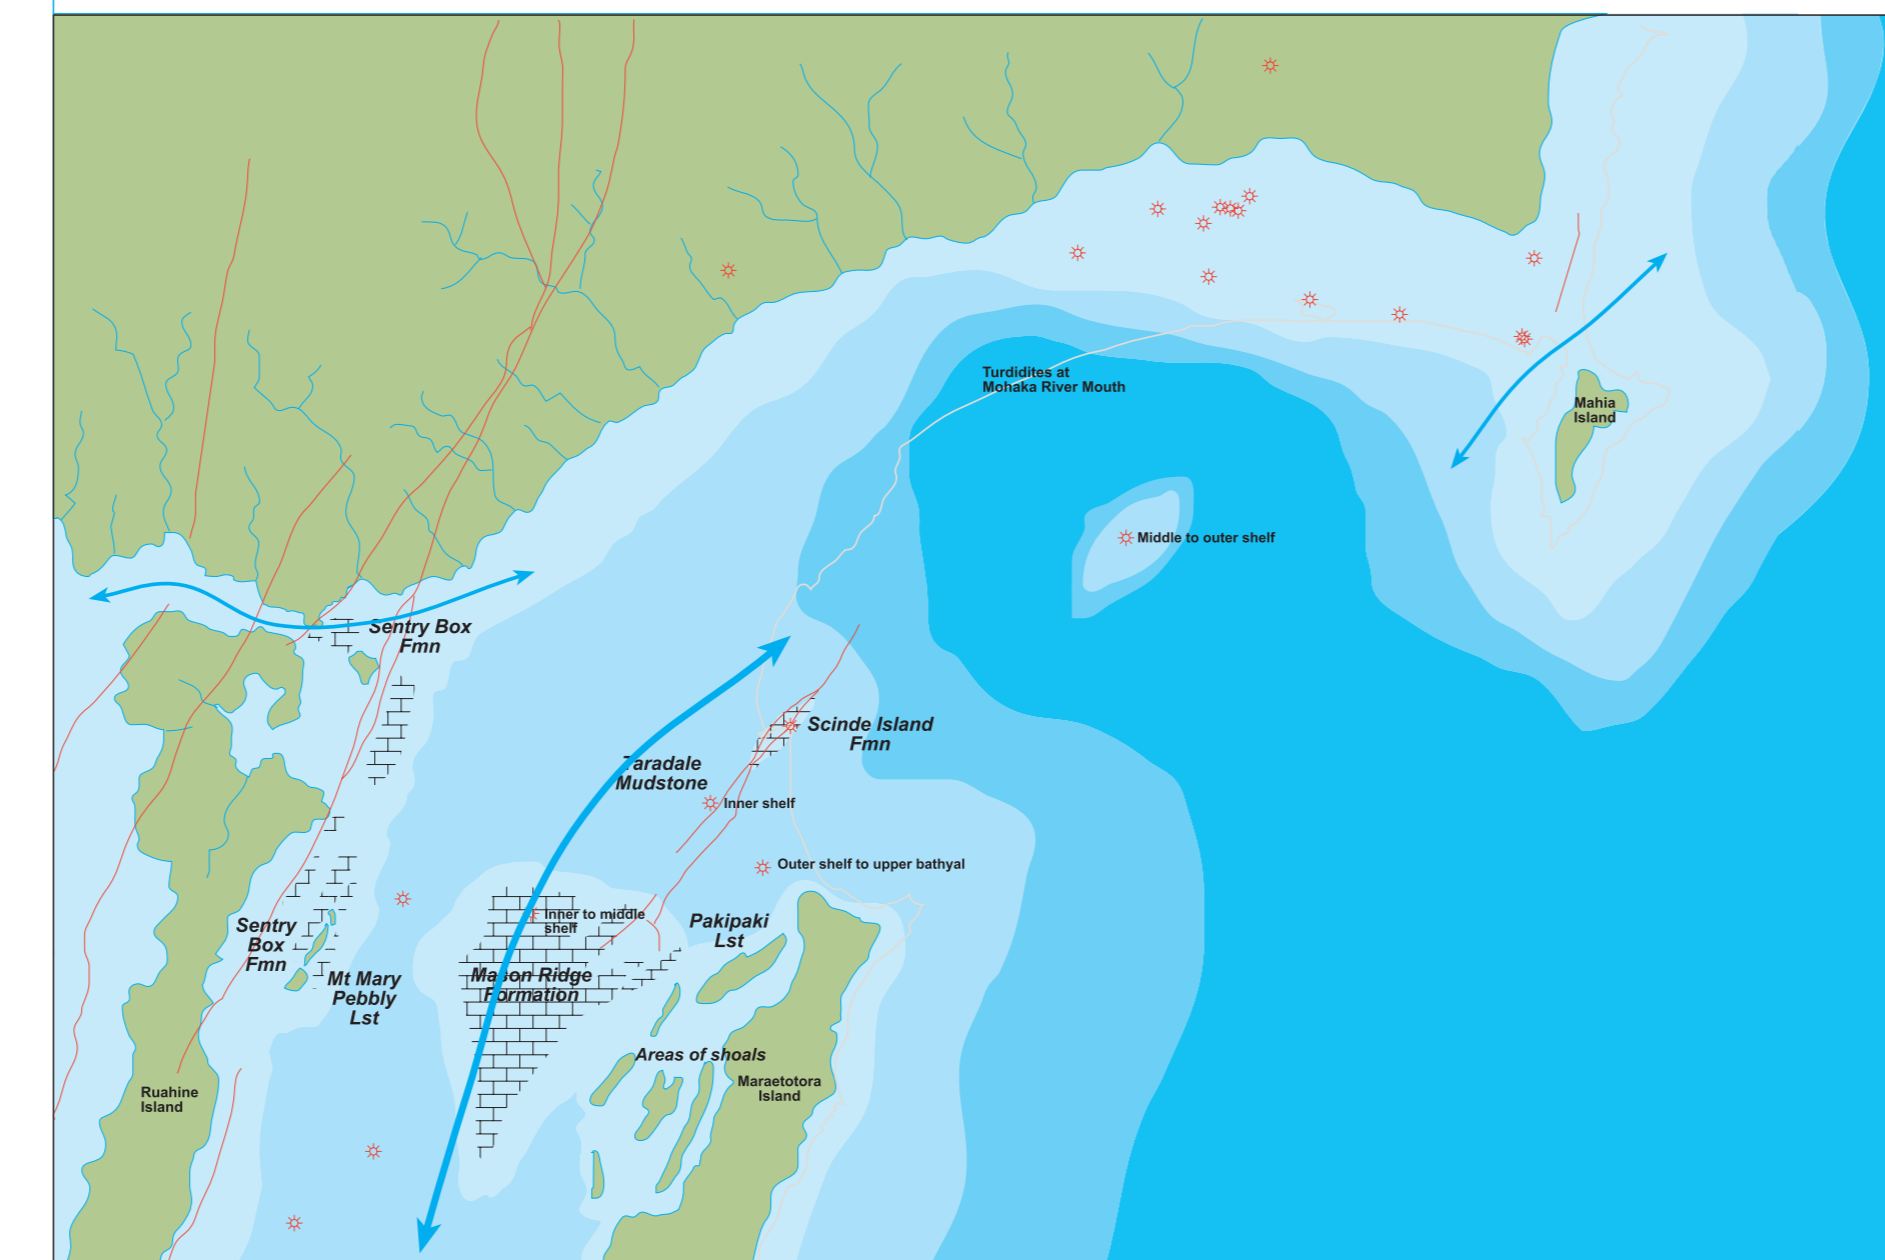 Turdidites at
Mohaka River Mouth
Mahia
Island
Middle to outer shelf
Sentry Box
Fmn
Scinde Island
Fmn
Taradale
Mudstone
Inner shelf
Outer shelf to upper bathyal
Inner to middle
shelf
Pakipaki
Lst
Sentry
Box
Fmn
Mason Ridge
Formation
Mt Mary
Pebbly
Lst
Areas of shoals
Maraetotora
Island
Ruahine
Island